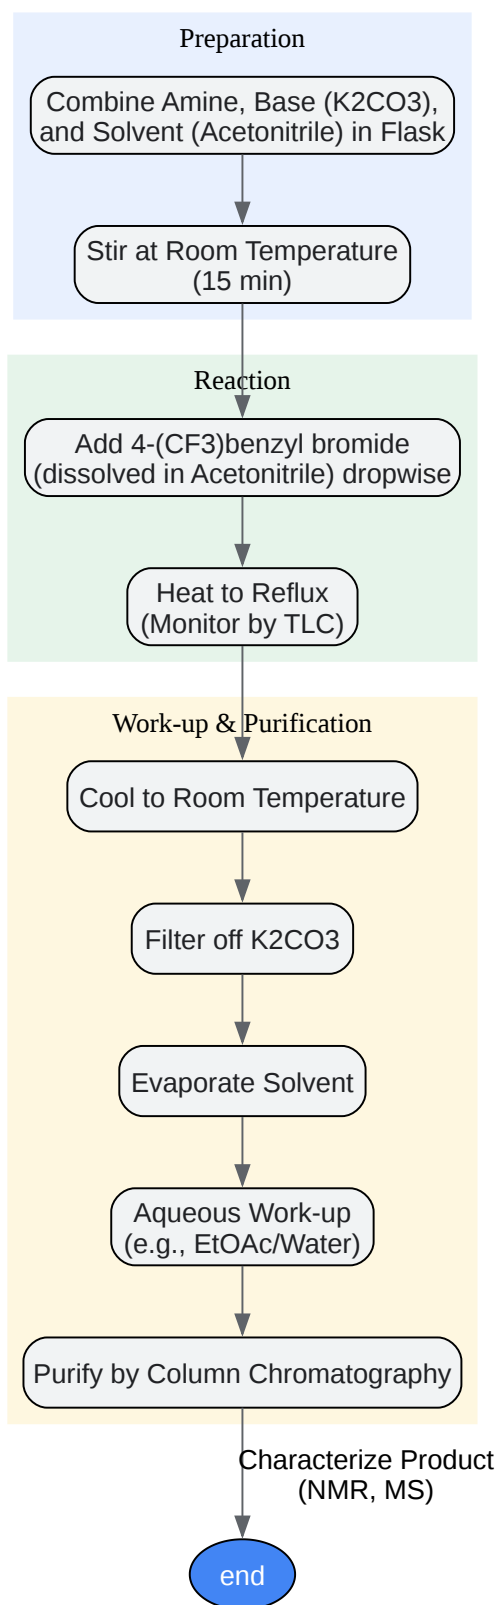 Preparation
Combine Amine, Base (K2CO3),
and Solvent (Acetonitrile) in Flask
Stir at Room Temperature
(15 min)
Reaction
Add 4-(CF3)benzyl bromide
(dissolved in Acetonitrile) dropwise
Heat to Reflux
(Monitor by TLC)
Work-up & Purification
Cool to Room Temperature
Filter off K2CO3
Evaporate Solvent
Aqueous Work-up
(e.g., EtOAc/Water)
Purify by Column Chromatography
Characterize Product
(NMR, MS)
end